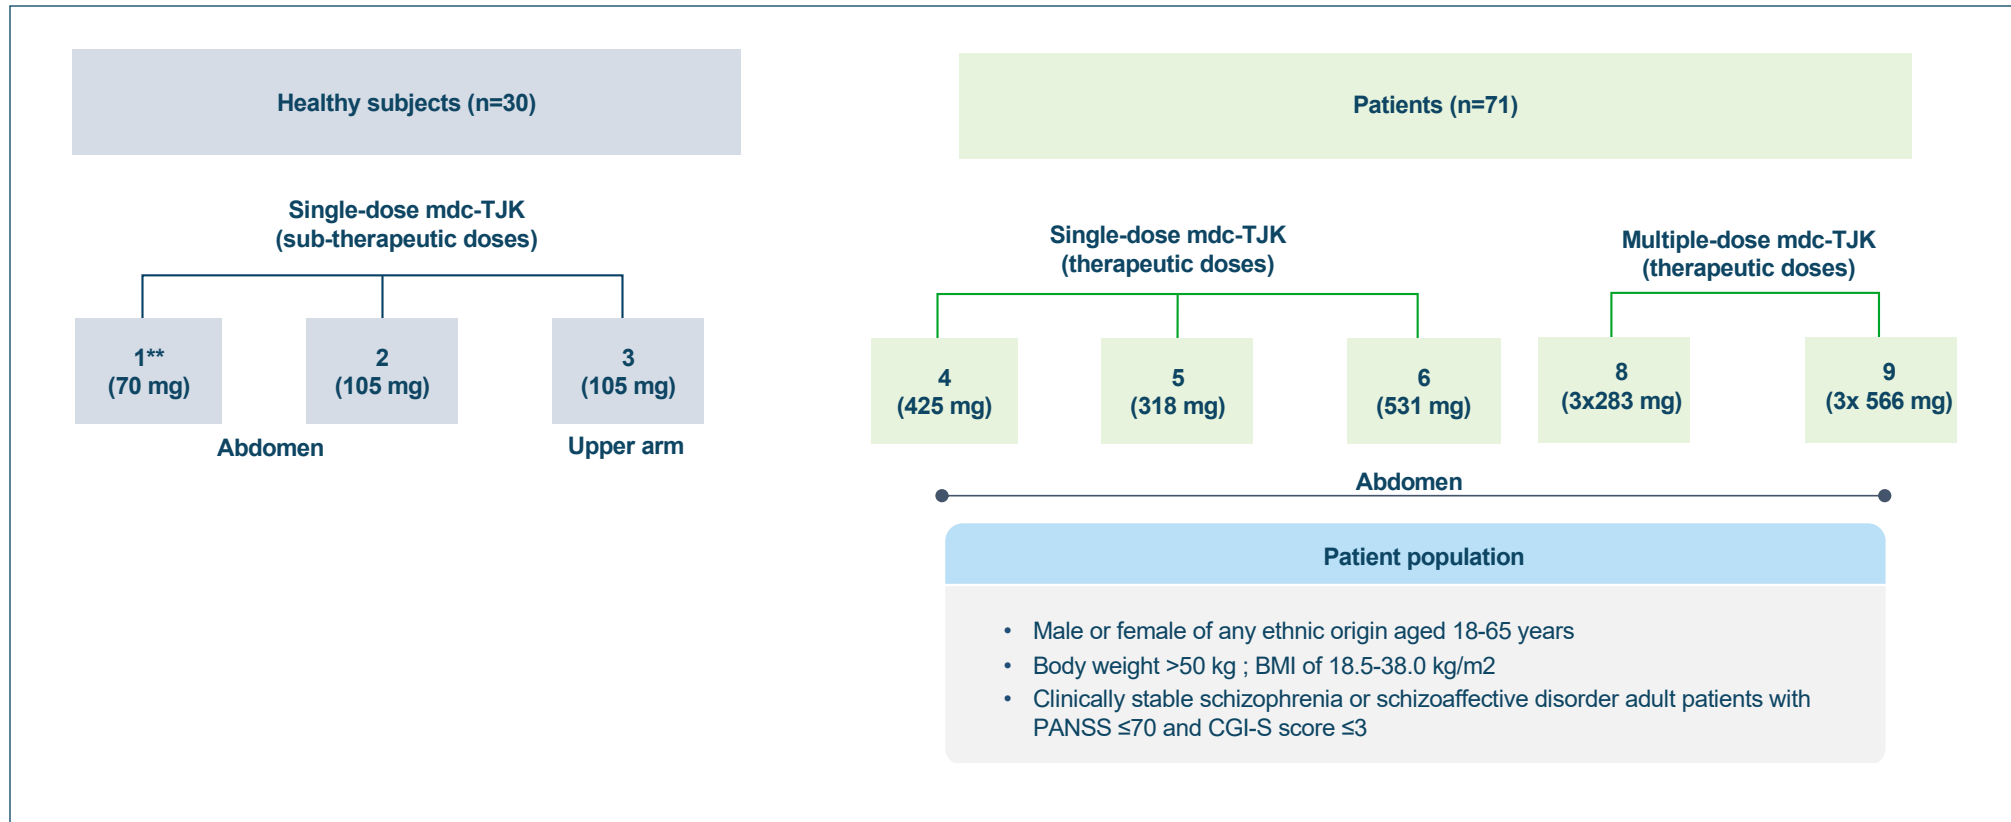 Healthy subjects (n=30)
Single-dose mdc-TJK
(sub-therapeutic doses)
1**
(70 mg)
2
(105 mg)
3
(105 mg)
Abdomen
Upper arm
Patients (n=71)
Single-dose mdc-TJK
(therapeutic doses)
Multiple-dose mdc-TJK
(therapeutic doses)
4
(425 mg)
5
(318 mg)
6
(531 mg)
8
(3x283 mg)
9
(3x 566 mg)
Abdomen
Patient population
• Male or female of any ethnic origin aged 18-65 years
• Body weight >50 kg ; BMI of 18.5-38.0 kg/m2
• Clinically stable schizophrenia or schizoaffective disorder adult patients with
PANSS ≤70 and CGI-S score ≤3